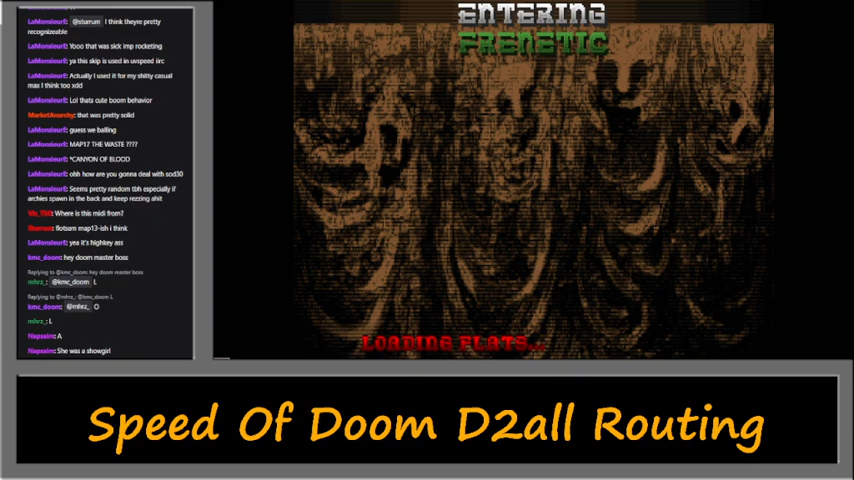 LaMonsieurE: @sturrum I think theyre pretty
recognizeable
LaMonsieurE: Yooo that was sick imp rocketing
LaMonsieurE: ya this skip is used in uvspeed iirc
LaMonsieurE: Actually I used it for my shitty casual
max I think too xdd
LaMonsieurE: Lol thats cute boom behavior
MarketAnarchy: that was pretty solid
LaMonsieurE: guess we balling
LaMonsieurE: MAP17 THE WASTE ????
LaMonsieurE: *CANYON OF BLOOD
LaMonsieurE: ohh how are you gonna deal with sod30
LaMonsieurE: Seems pretty random tbh especially if
archies spawn in the back and keep rezzing ahit
Where is this midi from?
flotsam map13-ish i think
LaMonsieurE: yea it's highkey ass
kmc_doom: hey doom master boss
Replying to @kmc_doom: hey doom master boss
mhrz_: @kmc_doom L
Replying to @mhrz_: @kmc_doom L
kmc_doom: @mhrz_ O
mhrz_: L
Napsalm: A
Napsalm: She was a showgirl
ENTERING
FRENETIC
LOADING FLATS...
Speed Of Doom D2all Routing